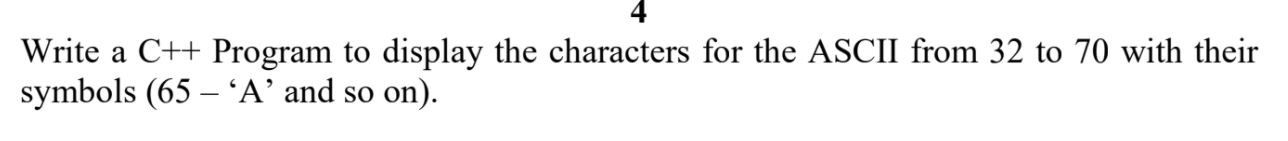 4
Write a C++ Program to display the characters for the ASCII from 32 to 70 with their
symbols (65 – ‘A’ and so on).